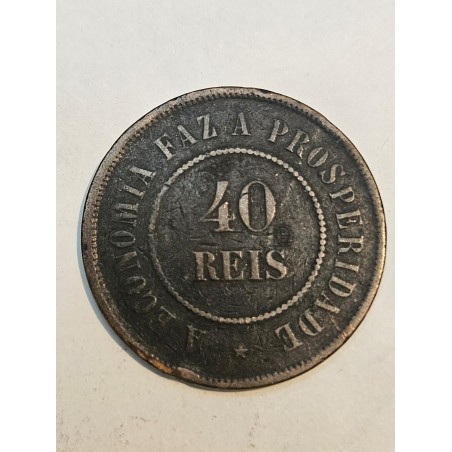 A ECONOMIA FAZ A PROSPERIDADE
40
REIS